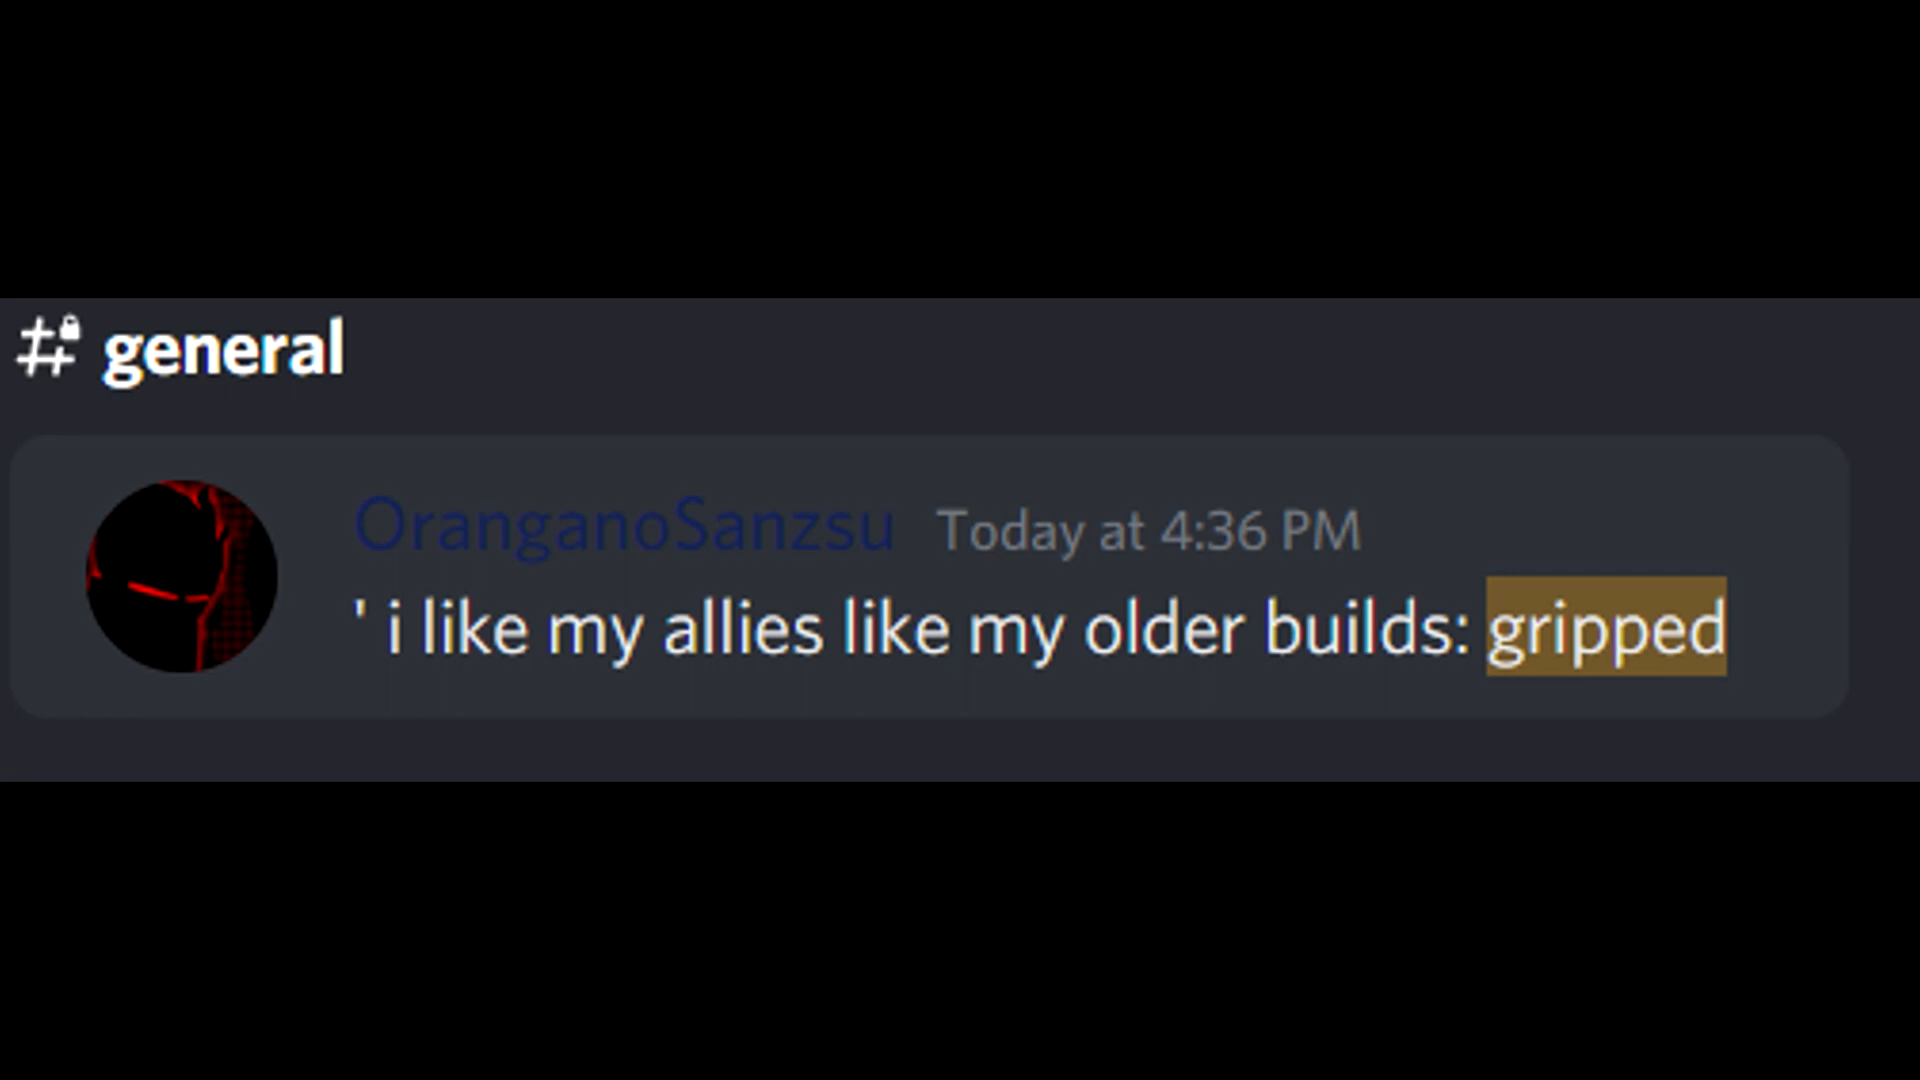 # general
OranganoSanzsu Today at 4:36 PM
' i like my allies like my older builds: gripped